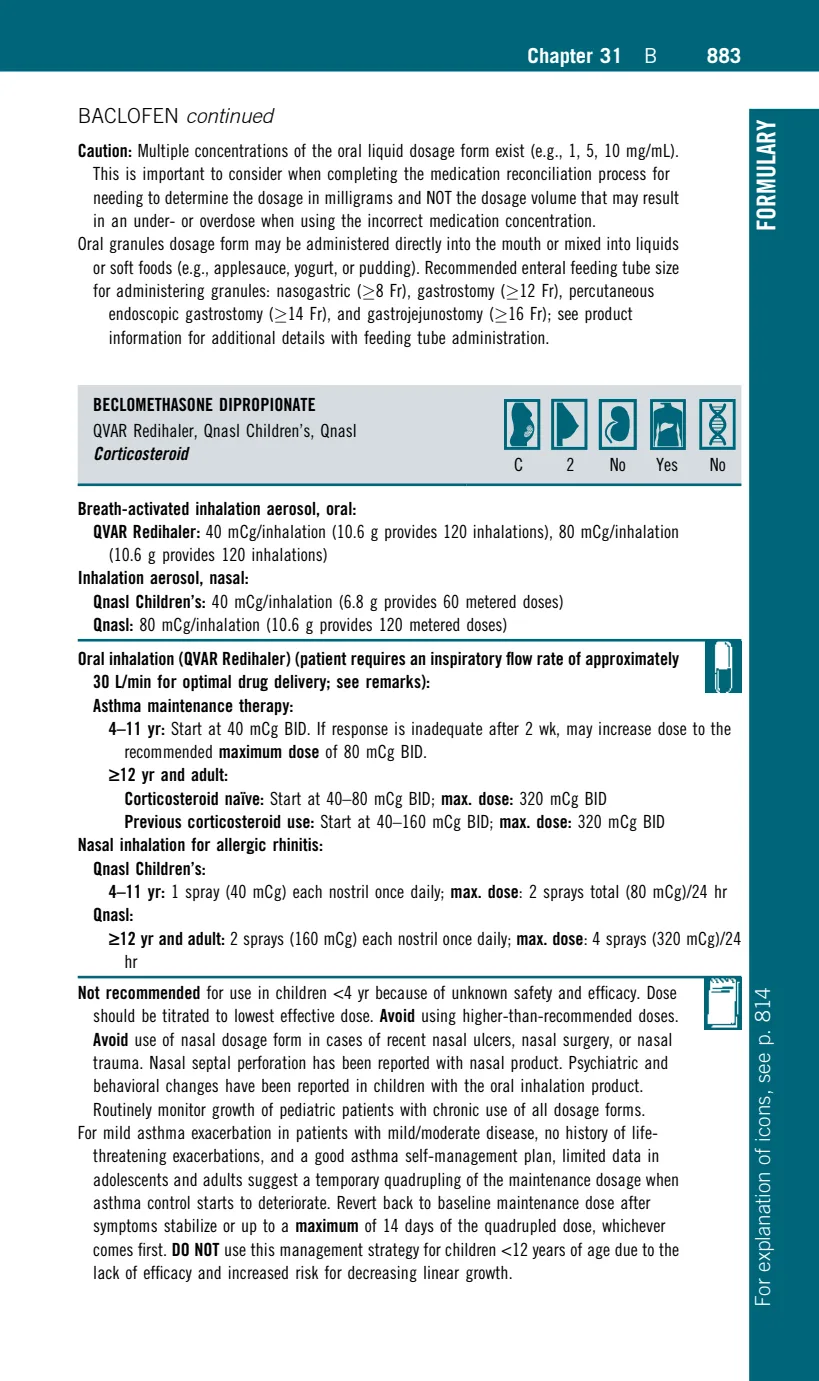 Chapter 31 B 883
BACLOFEN continued
Caution: Multiple concentrations of the oral liquid dosage form exist (e.g., 1, 5, 10 mg/mL).
This is important to consider when completing the medication reconciliation process for
needing to determine the dosage in milligrams and NOT the dosage volume that may result
in an under- or overdose when using the incorrect medication concentration.
Oral granules dosage form may be administered directly into the mouth or mixed into liquids
or soft foods (e.g., applesauce, yogurt, or pudding). Recommended enteral feeding tube size
for administering granules: nasogastric (≥8 Fr), gastrostomy (≥12 Fr), percutaneous
endoscopic gastrostomy (≥14 Fr), and gastrojejunostomy (≥16 Fr); see product
information for additional details with feeding tube administration.
BECLOMETHASONE DIPROPIONATE
QVAR Redihaler, Qnasl Children's, Qnasl
Corticosteroid
C 2 No Yes No
Breath-activated inhalation aerosol, oral:
QVAR Redihaler: 40 mCg/inhalation (10.6 g provides 120 inhalations), 80 mCg/inhalation
(10.6 g provides 120 inhalations)
Inhalation aerosol, nasal:
Qnasl Children's: 40 mCg/inhalation (6.8 g provides 60 metered doses)
Qnasl: 80 mCg/inhalation (10.6 g provides 120 metered doses)
Oral inhalation (QVAR Redihaler) (patient requires an inspiratory flow rate of approximately
30 L/min for optimal drug delivery; see remarks):
Asthma maintenance therapy:
4–11 yr: Start at 40 mCg BID. If response is inadequate after 2 wk, may increase dose to the
recommended maximum dose of 80 mCg BID.
≥12 yr and adult:
Corticosteroid naïve: Start at 40–80 mCg BID; max. dose: 320 mCg BID
Previous corticosteroid use: Start at 40–160 mCg BID; max. dose: 320 mCg BID
Nasal inhalation for allergic rhinitis:
Qnasl Children's:
4–11 yr: 1 spray (40 mCg) each nostril once daily; max. dose: 2 sprays total (80 mCg)/24 hr
Qnasl:
≥12 yr and adult: 2 sprays (160 mCg) each nostril once daily; max. dose: 4 sprays (320 mCg)/24
hr
Not recommended for use in children <4 yr because of unknown safety and efficacy. Dose
should be titrated to lowest effective dose. Avoid using higher-than-recommended doses.
Avoid use of nasal dosage form in cases of recent nasal ulcers, nasal surgery, or nasal
trauma. Nasal septal perforation has been reported with nasal product. Psychiatric and
behavioral changes have been reported in children with the oral inhalation product.
Routinely monitor growth of pediatric patients with chronic use of all dosage forms.
For mild asthma exacerbation in patients with mild/moderate disease, no history of life-
threatening exacerbations, and a good asthma self-management plan, limited data in
adolescents and adults suggest a temporary quadrupling of the maintenance dosage when
asthma control starts to deteriorate. Revert back to baseline maintenance dose after
symptoms stabilize or up to a maximum of 14 days of the quadrupled dose, whichever
comes first. DO NOT use this management strategy for children <12 years of age due to the
lack of efficacy and increased risk for decreasing linear growth.
FORMULARY
For explanation of icons, see p. 814